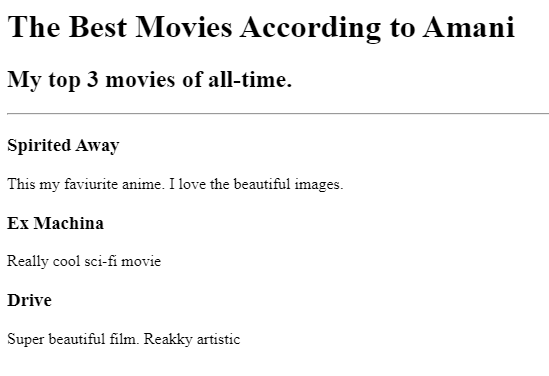 The Best Movies According to Amani
My top 3 movies of all-time.
Spirited Away
This my faviurite anime. I love the beautiful images.
Ex Machina
Really cool sci-fi movie
Drive
Super beautiful film. Reakky artistic